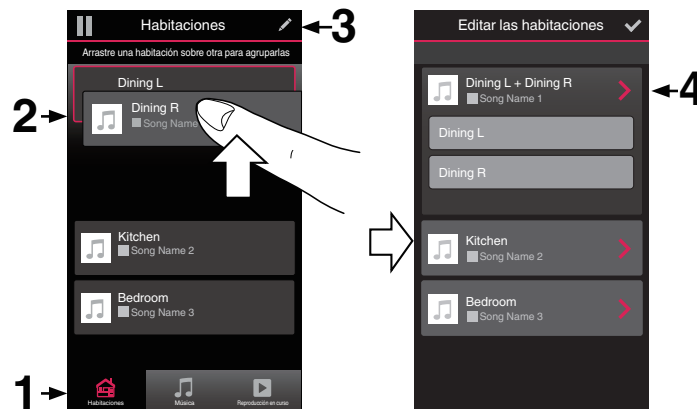 Habitaciones
3
Arrastre una habitación sobre otra para agruparlas
2
Dining L
Dining R
Song Name
Kitchen
Song Name 2
Bedroom
Song Name 3
1
Habitaciones
Música
Reproducción en curso
Editar las habitaciones
Dining L + Dining R
Song Name 1
4
Dining L
Dining R
Kitchen
Song Name 2
Bedroom
Song Name 3